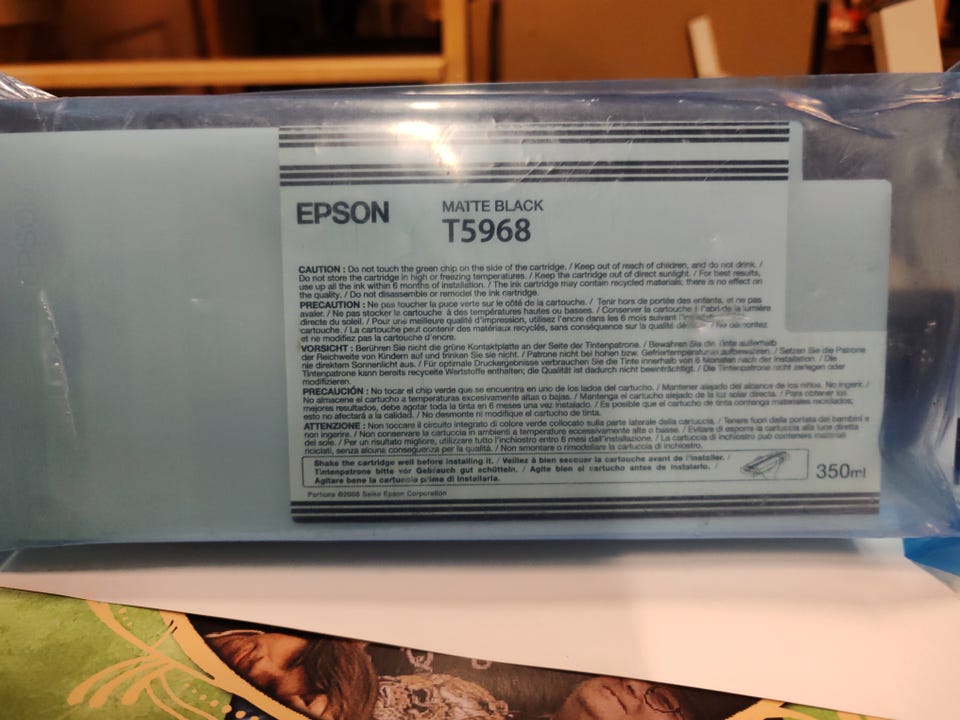 EPSON
MATTE BLACK
T5968
CAUTION : Do not touch the green chip on the side of the cartridge. / Keep out of reach of children, and do not drink. /
Do not store the cartridge in high or freezing temperatures. / Keep the cartridge out of direct sunlight. / For best results,
use up all the ink within 6 months of installation. / The ink cartridge may contain recycled materials; there is no effect on
the quality. / Do not disassemble or remodel the ink cartridge.
PRECAUTION : Ne pas toucher la puce verte sur le côté de la cartouche. / Tenir hors de portée des enfants, et ne pas
avaler. / Ne pas stocker le cartouche à des températures hautes ou basses. / Conserver la cartouche à l'abri de la lumière
directe du soleil. / Pour une meilleure qualité d'impression, utilisez l'encre dans les 6 mois suivant
cartouche. / La cartouche peut contenir des matériaux recyclés, sans conséquence sur la qualité / Ne démontez
et ne modifiez pas la cartouche d'encre.
VORSICHT : Berühren Sie nicht die grüne Kontaktplatte an der Seite der Tintenpatrone. / Bewahren Sie die Tinte außerhalb
der Reichweite von Kindern auf und trinken Sie sie nicht. / Patrone nicht bei hohen bzw. Gefriertemperaturen aufbewahren. / Setzen Sie die Patrone
nie direktem Sonnenlicht aus. / Für optimale Druckergebnisse verbrauchen Sie die Tinte innerhalb von 6 Monaten nach der Installation. / Die
Tintenpatrone kann bereits recycelte Wertstoffe enthalten; die Qualität ist dadurch nicht beeinträchtigt. / Die Tintenpatrone nicht zerlegen oder
modifizieren.
PRECAUCIÓN : No tocar el chip verde que se encuentra en uno de los lados del cartucho. / Mantener alejado del alcance de los niños. No ingerir. /
No almacene el cartucho a temperaturas excesivamente altas o bajas. / Mantenga el cartucho alejado de la luz solar directa. / Para obtener los
mejores resultados, debe agotar toda la tinta en 6 meses una vez instalado. / Es posible que el cartucho de tinta contenga materiales reciclados;
esto no afectará a la calidad. / No desmonte ni modifique el cartucho de tinta.
ATTENZIONE : Non toccare il circuito integrato di colore verde collocato sulla parte laterale della cartuccia. / Tenere fuori della portata dei bambini e
non ingerire. / Non conservare la cartuccia in ambienti a temperature eccessivamente alte o basse. / Evitare di esporre la cartuccia alla luce diretta
del sole. / Per un risultato migliore, utilizzare tutto l'inchiostro entro 6 mesi dall'installazione. / La cartuccia di inchiostro può contenere materiali
riciclati, senza alcuna conseguenza per la qualità. / Non smontare o rimodellare la cartuccia di inchiostro.
Shake the cartridge well before installing it. / Veillez à bien secouer la cartouche avant de l'installer. /
Tintenpatrone bitte vor Gebrauch gut schütteln. / Agite bien el cartucho antes de instalarlo. /
Agitare bene la cartuccia prima di installarla.
350ml
Portions ©2008 Seiko Epson Corporation